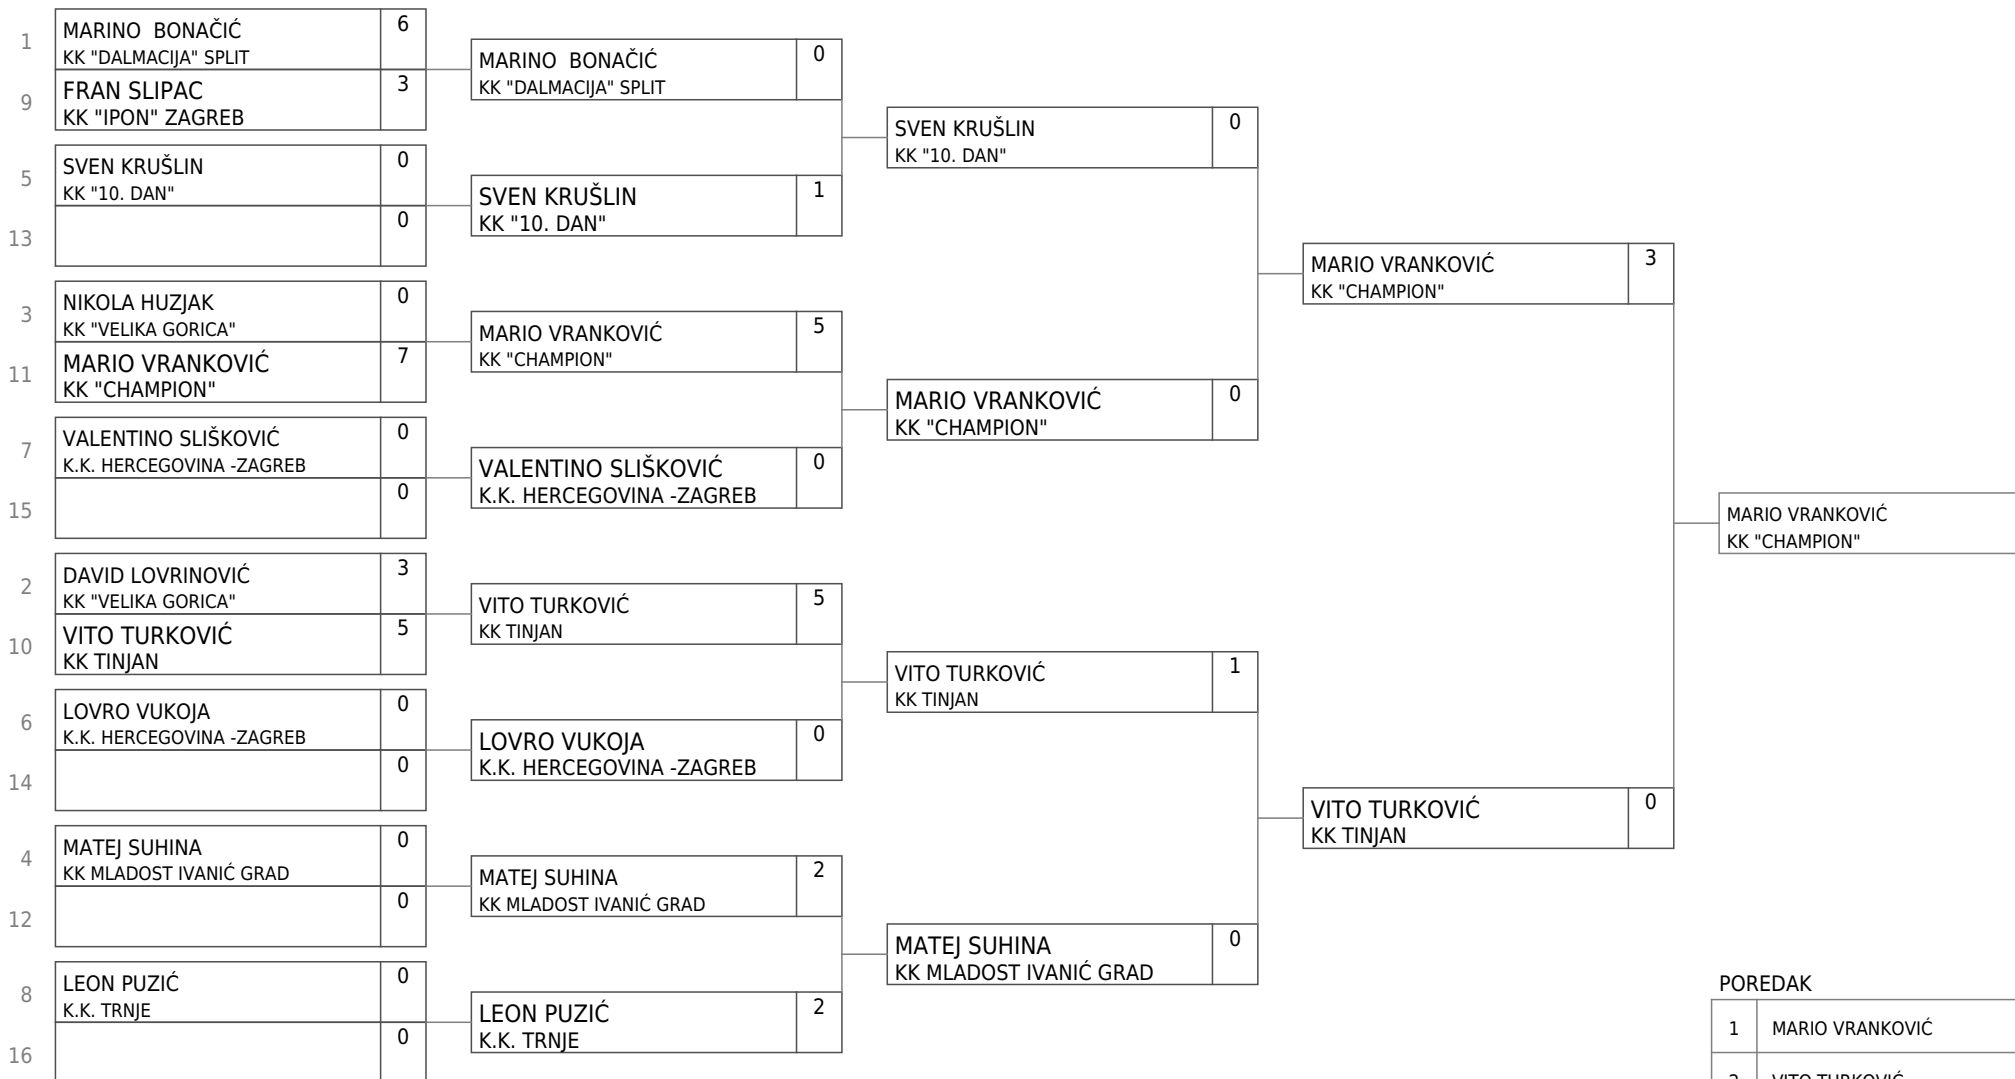 1
MARINO  BONAČIĆ
KK "DALMACIJA" SPLIT
6
9
FRAN SLIPAC
KK "IPON" ZAGREB
3
5
SVEN KRUŠLIN
KK "10. DAN"
0
13
0
3
NIKOLA HUZJAK
KK "VELIKA GORICA"
0
11
MARIO VRANKOVIĆ
KK "CHAMPION"
7
7
VALENTINO SLIŠKOVIĆ
K.K. HERCEGOVINA -ZAGREB
0
15
0
2
DAVID LOVRINOVIĆ
KK "VELIKA GORICA"
3
10
VITO TURKOVIĆ
KK TINJAN
5
6
LOVRO VUKOJA
K.K. HERCEGOVINA -ZAGREB
0
14
0
4
MATEJ SUHINA
KK MLADOST IVANIĆ GRAD
0
12
0
8
LEON PUZIĆ
K.K. TRNJE
0
16
0
MARINO  BONAČIĆ
KK "DALMACIJA" SPLIT
0
SVEN KRUŠLIN
KK "10. DAN"
1
MARIO VRANKOVIĆ
KK "CHAMPION"
5
VALENTINO SLIŠKOVIĆ
K.K. HERCEGOVINA -ZAGREB
0
VITO TURKOVIĆ
KK TINJAN
5
LOVRO VUKOJA
K.K. HERCEGOVINA -ZAGREB
0
MATEJ SUHINA
KK MLADOST IVANIĆ GRAD
2
LEON PUZIĆ
K.K. TRNJE
2
SVEN KRUŠLIN
KK "10. DAN"
0
MARIO VRANKOVIĆ
KK "CHAMPION"
0
VITO TURKOVIĆ
KK TINJAN
1
MATEJ SUHINA
KK MLADOST IVANIĆ GRAD
0
MARIO VRANKOVIĆ
KK "CHAMPION"
3
VITO TURKOVIĆ
KK TINJAN
0
MARIO VRANKOVIĆ
KK "CHAMPION"
POREDAK
1 MARIO VRANKOVIĆ
2 VITO TURKOVIĆ